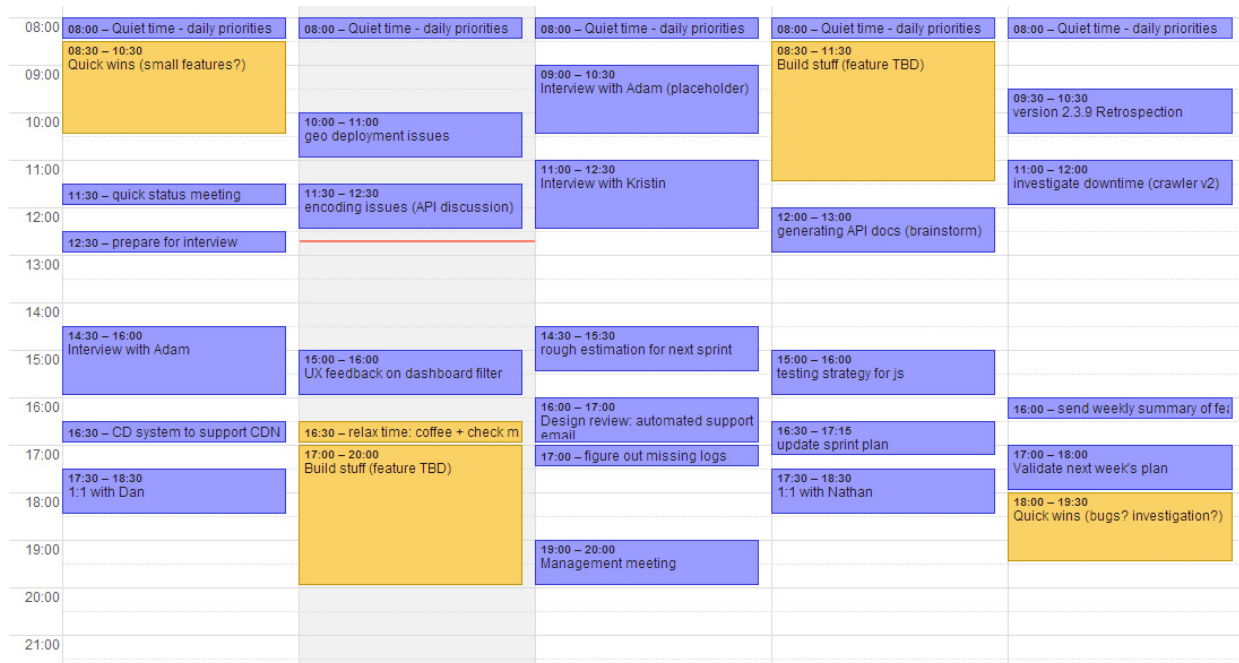 08:00
09:00
10:00
11:00
12:00
13:00
14:00
15:00
16:00
17:00
18:00
19:00
20:00
21:00
08:00 – Quiet time - daily priorities
08:30 – 10:30
Quick wins (small features?)
11:30 – quick status meeting
12:30 – prepare for interview
14:30 – 16:00
Interview with Adam
16:30 – CD system to support CDN
17:30 – 18:30
1:1 with Dan
08:00 – Quiet time - daily priorities
10:00 – 11:00
geo deployment issues
11:30 – 12:30
encoding issues (API discussion)
15:00 – 16:00
UX feedback on dashboard filter
16:30 – relax time: coffee + check m
17:00 – 20:00
Build stuff (feature TBD)
08:00 – Quiet time - daily priorities
09:00 – 10:30
Interview with Adam (placeholder)
11:00 – 12:30
Interview with Kristin
14:30 – 15:30
rough estimation for next sprint
16:00 – 17:00
Design review: automated support
email
17:00 – figure out missing logs
19:00 – 20:00
Management meeting
08:00 – Quiet time - daily priorities
08:30 – 11:30
Build stuff (feature TBD)
12:00 – 13:00
generating API docs (brainstorm)
15:00 – 16:00
testing strategy for js
16:30 – 17:15
update sprint plan
17:30 – 18:30
1:1 with Nathan
08:00 – Quiet time - daily priorities
09:30 – 10:30
version 2.3.9 Retrospection
11:00 – 12:00
investigate downtime (crawler v2)
16:00 – send weekly summary of fea
17:00 – 18:00
Validate next week's plan
18:00 – 19:30
Quick wins (bugs? investigation?)